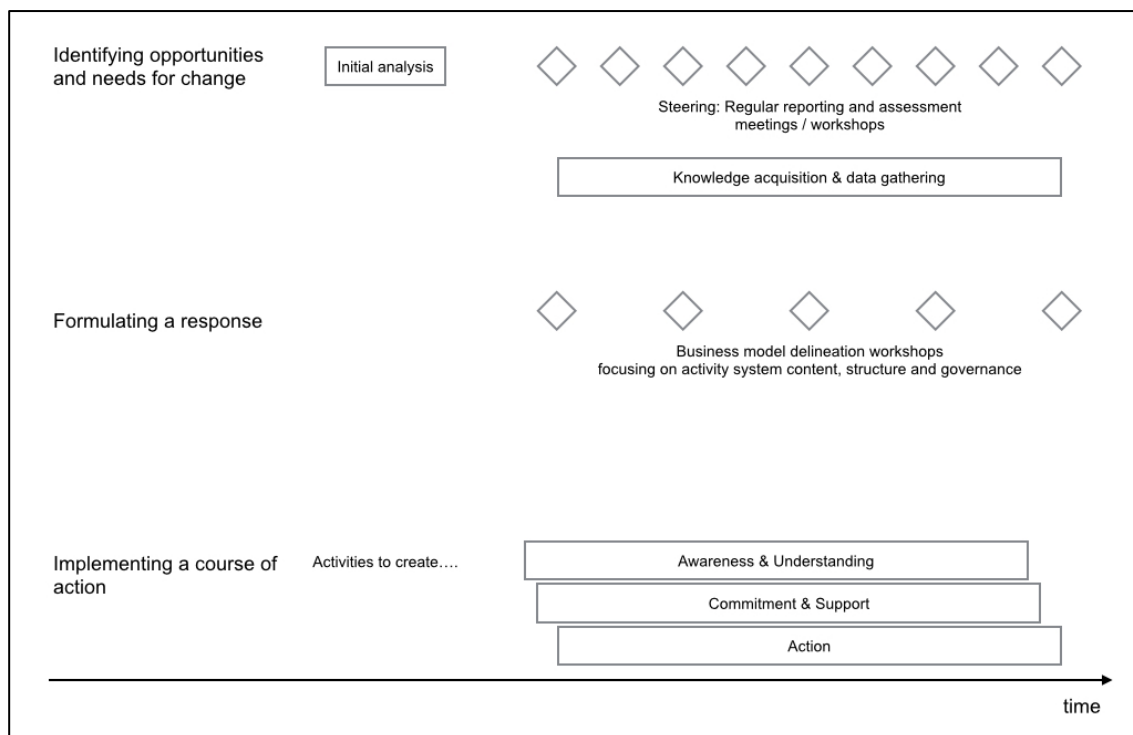 Identifying opportunities
and needs for change
Initial analysis
Steering: Regular reporting and assessment
meetings / workshops
Knowledge acquisition & data gathering
Formulating a response
Business model delineation workshops
focusing on activity system content, structure and governance
Implementing a course of
action
Activities to create....
Awareness & Understanding
Commitment & Support
Action
time